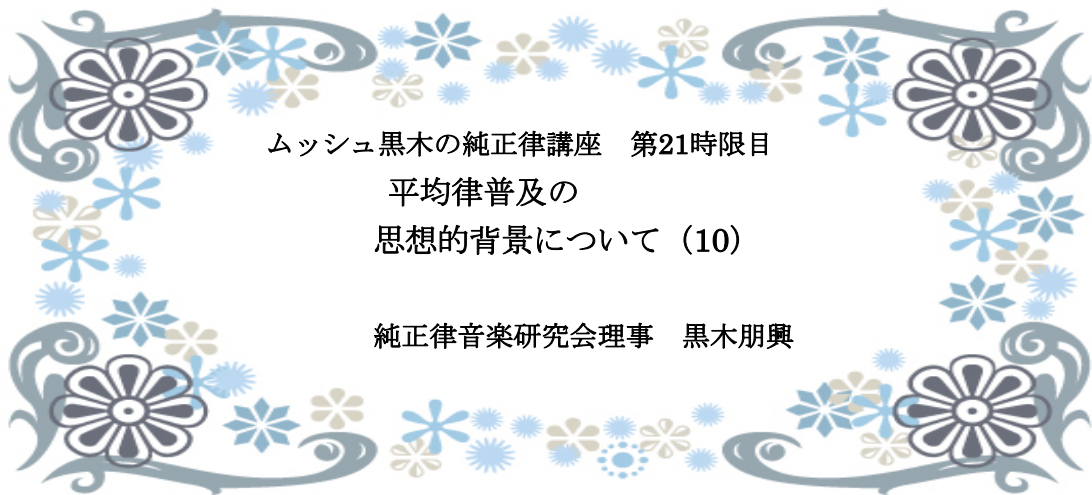 ムッシュ黒木の純正律講座　第21時限目
平均律普及の
思想的背景について（10）
純正律音楽研究会理事　黒木朋興